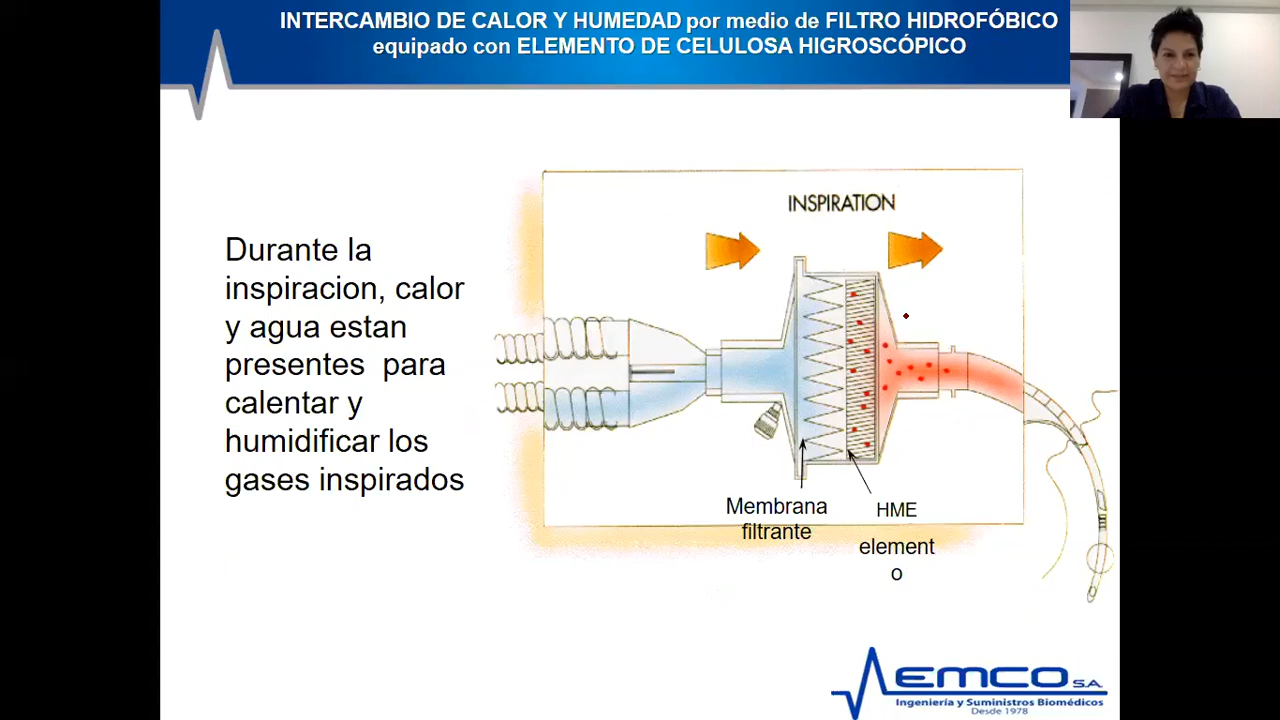 INTERCAMBIO DE CALOR Y HUMEDAD por medio de FILTRO HIDROFÓBICO
equipado con ELEMENTO DE CELULOSA HIGROSCÓPICO
INSPIRATION
Durante la
inspiracion, calor
y agua estan
presentes para
calentar y
humidificar los
gases inspirados
Membrana
filtrante
HME
element
o
EMCO S.A.
Ingeniería y Suministros Biomédicos
Desde 1978